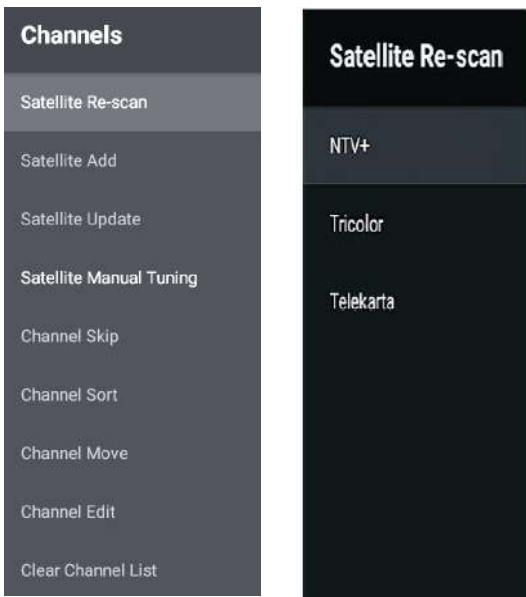 Channels
Satellite Re-scan
Satellite Add
Satellite Update
Satellite Manual Tuning
Channel Skip
Channel Sort
Channel Move
Channel Edit
Clear Channel List
Satellite Re-scan
NTV+
Tricolor
Telekarta